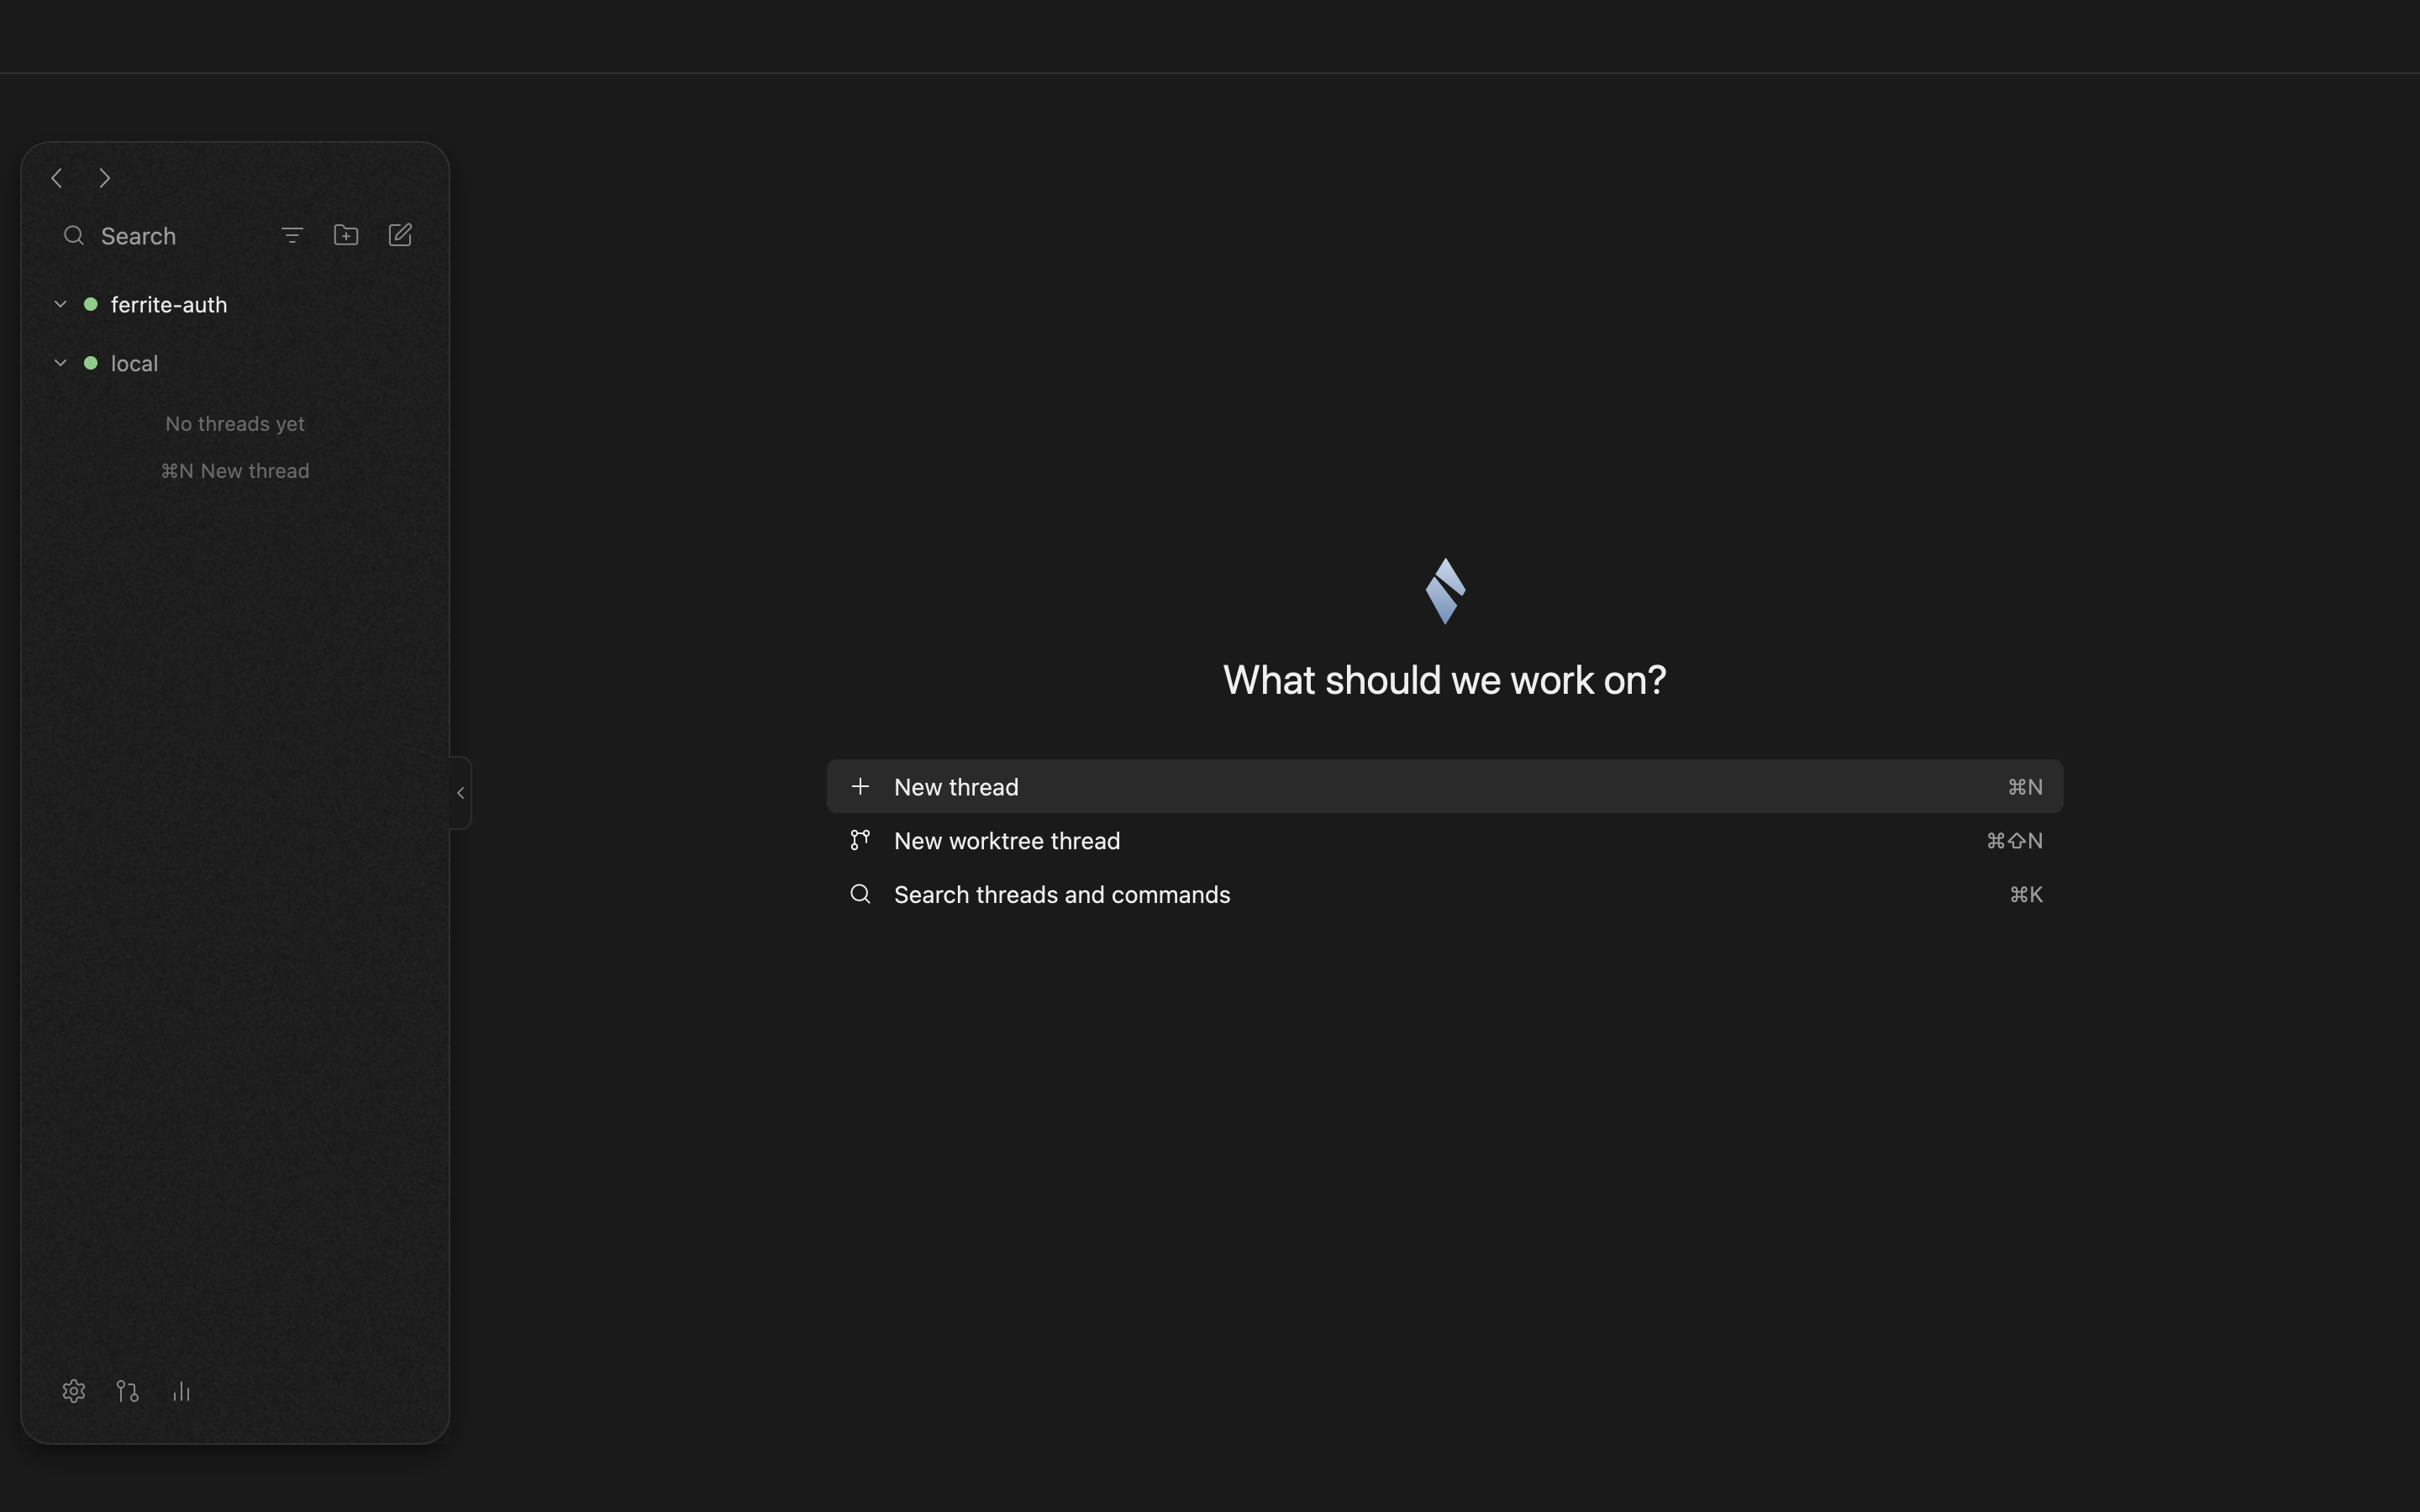 Search
ferrite-auth
local
No threads yet
⌘N New thread
What should we work on?
New thread ⌘N
New worktree thread ⌘⇧N
Search threads and commands ⌘K